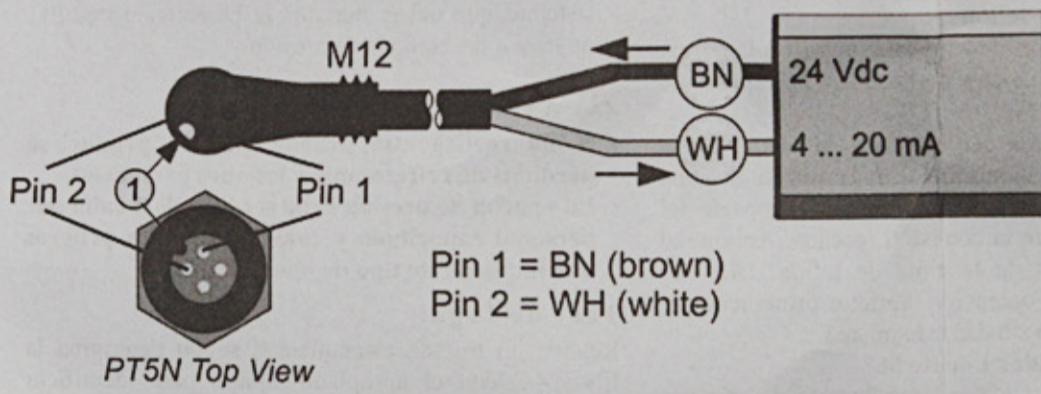 M12
BN
24 Vdc
WH
4 ... 20 mA
Pin 2
1
Pin 1
Pin 1 = BN (brown)
Pin 2 = WH (white)
PT5N Top View